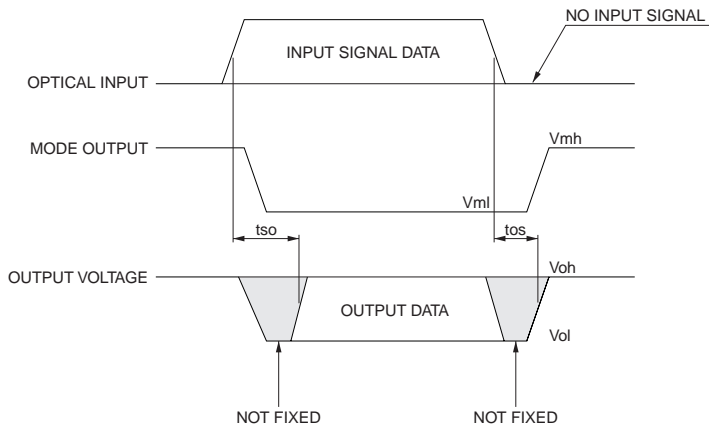 NO INPUT SIGNAL
INPUT SIGNAL DATA
OPTICAL INPUT
MODE OUTPUT
Vmh
Vml
tso
tos
OUTPUT VOLTAGE
Voh
OUTPUT DATA
Vol
NOT FIXED
NOT FIXED